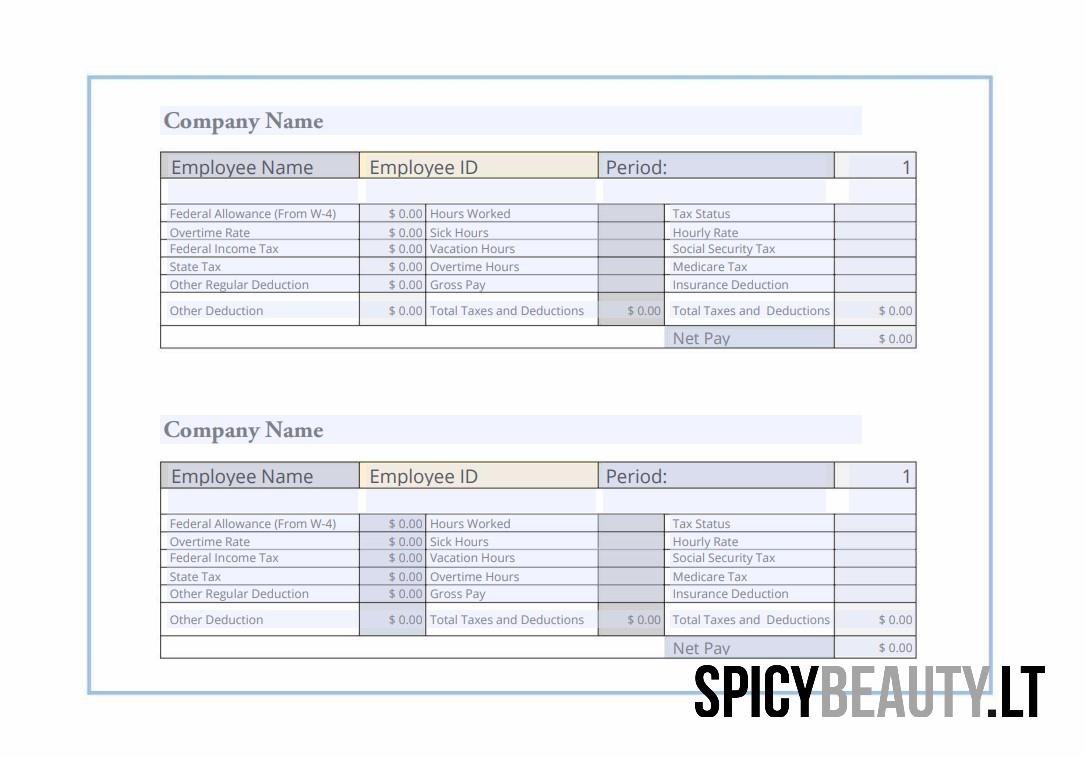 Company Name
Employee Name Employee ID Period: 1
Federal Allowance (From W-4) $ 0.00 Hours Worked Tax Status
Overtime Rate $ 0.00 Sick Hours Hourly Rate
Federal Income Tax $ 0.00 Vacation Hours Social Security Tax
State Tax $ 0.00 Overtime Hours Medicare Tax
Other Regular Deduction $ 0.00 Gross Pay Insurance Deduction
Other Deduction $ 0.00 Total Taxes and Deductions $ 0.00 Total Taxes and Deductions $ 0.00
Net Pay $ 0.00
Company Name
Employee Name Employee ID Period: 1
Federal Allowance (From W-4) $ 0.00 Hours Worked Tax Status
Overtime Rate $ 0.00 Sick Hours Hourly Rate
Federal Income Tax $ 0.00 Vacation Hours Social Security Tax
State Tax $ 0.00 Overtime Hours Medicare Tax
Other Regular Deduction $ 0.00 Gross Pay Insurance Deduction
Other Deduction $ 0.00 Total Taxes and Deductions $ 0.00 Total Taxes and Deductions $ 0.00
Net Pay $ 0.00
SPICYBEAUTY.LT